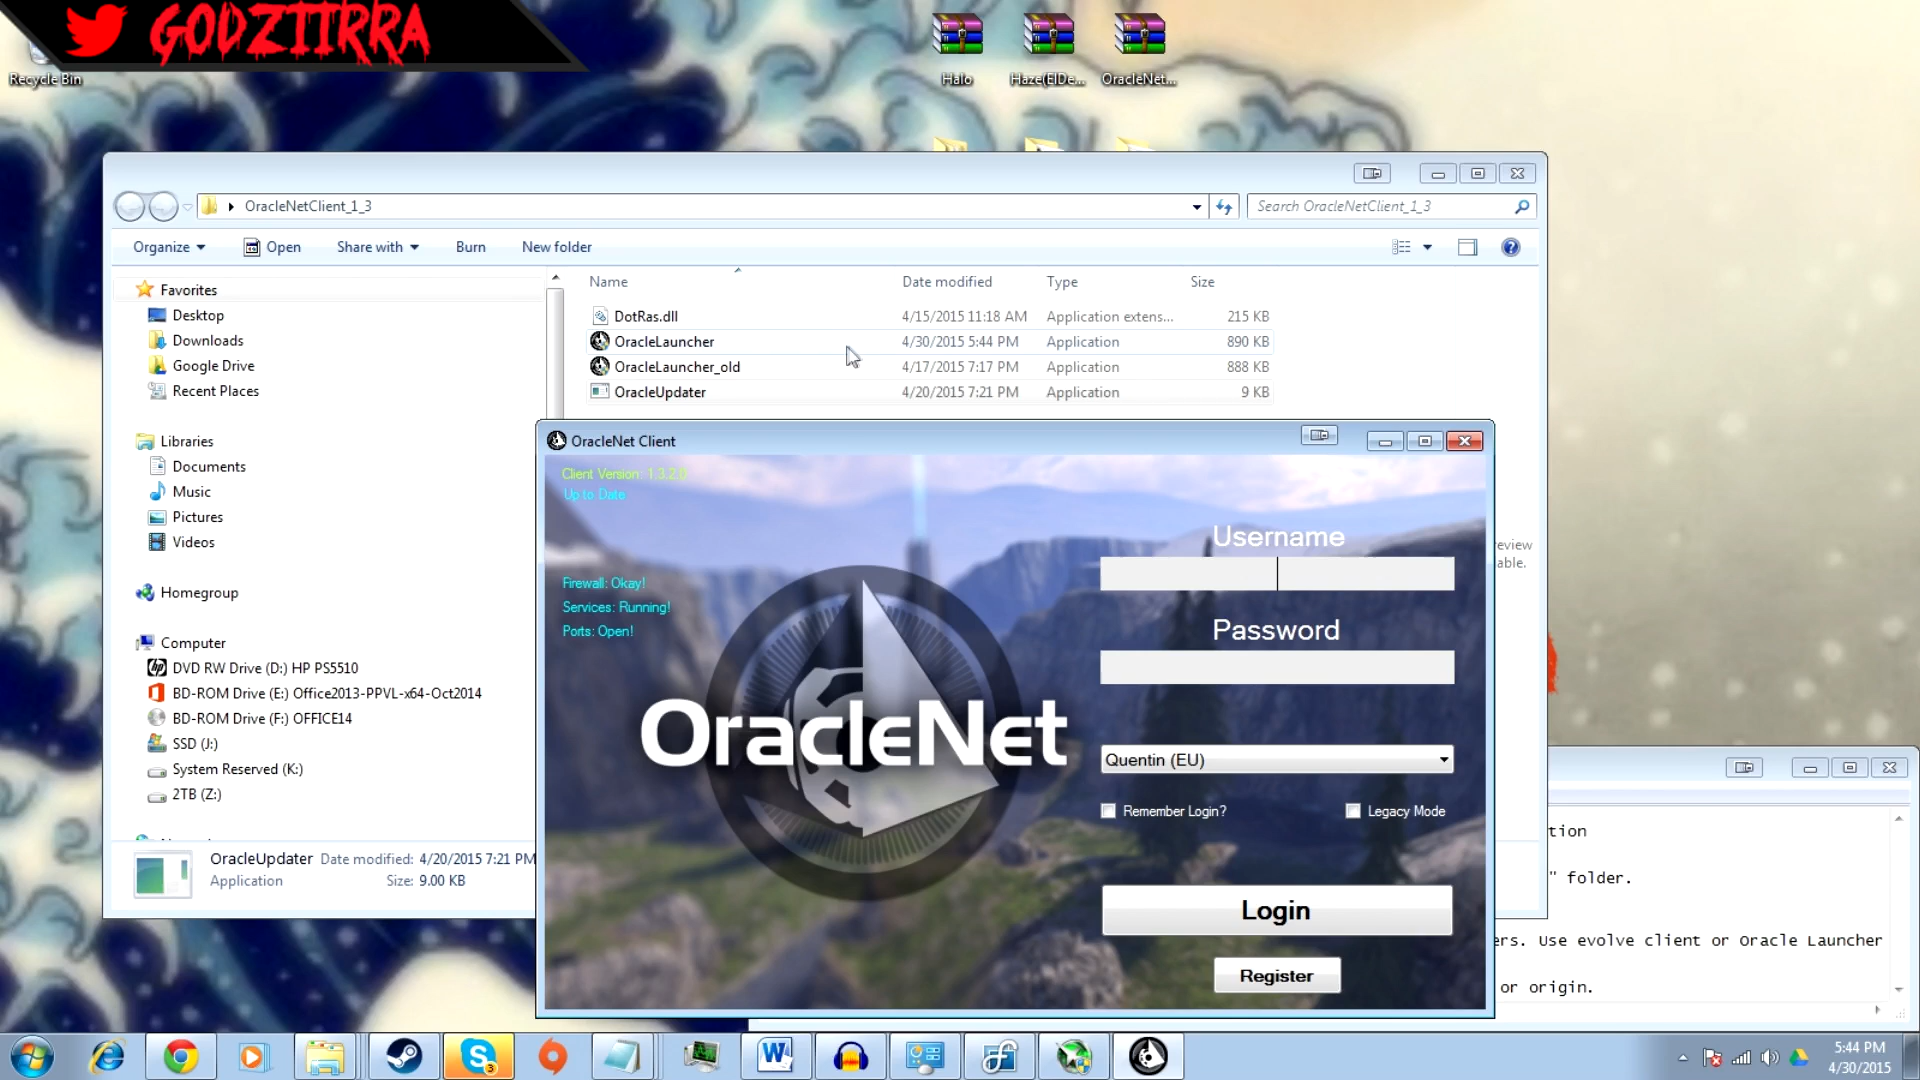 GODZIIRRA
Recycle Bin
Halo
Haze(ElDe...
OracleNet...
OracleNetClient_1_3
Search OracleNetClient_1_3
Organize
Open
Share with
Burn
New folder
Name
Date modified
Type
Size
DotRas.dll 4/15/2015 11:18 AM Application extens... 215 KB
OracleLauncher 4/30/2015 5:44 PM Application 890 KB
OracleLauncher_old 4/17/2015 7:17 PM Application 888 KB
OracleUpdater 4/20/2015 7:21 PM Application 9 KB
Favorites
Desktop
Downloads
Google Drive
Recent Places
Libraries
Documents
Music
Pictures
Videos
Homegroup
Computer
DVD RW Drive (D:) HP PS5510
BD-ROM Drive (E:) Office2013-PPVL-x64-Oct2014
BD-ROM Drive (F:) OFFICE14
SSD (J:)
System Reserved (K:)
2TB (Z:)
OracleUpdater Date modified: 4/20/2015 7:21 PM
Application Size: 9.00 KB
OracleNet Client
Client Version: 1.3.2.0
Up to Date
Firewall: Okay!
Services: Running!
Ports: Open!
OracleNet
Username
Password
Quentin (EU)
Remember Login?
Legacy Mode
Login
Register
eview
able.
tion
" folder.
ers. Use evolve client or Oracle Launcher
or origin.
3
5:44 PM
4/30/2015